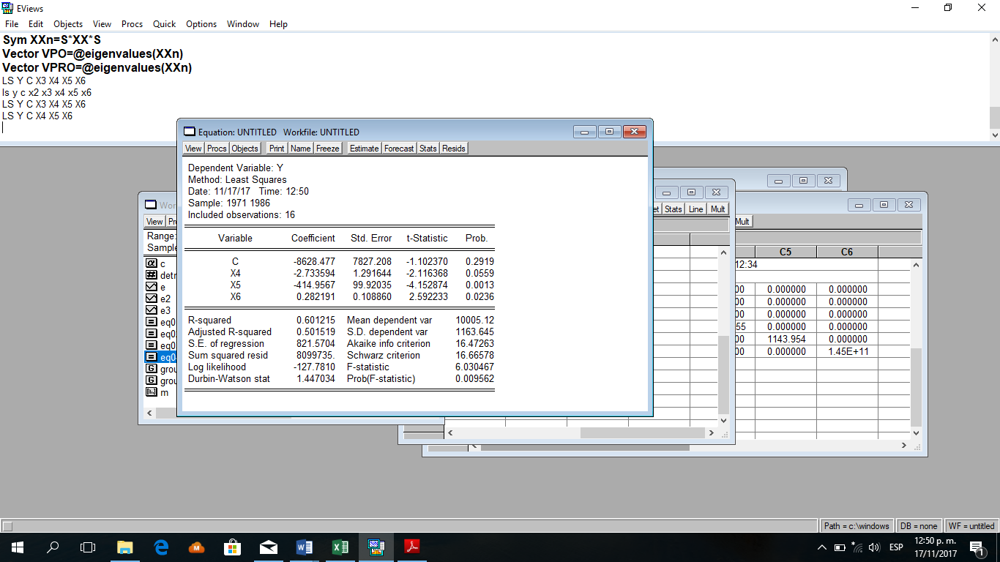 EViews
File Edit Objects View Procs Quick Options Window Help
Sym XXn=S*XX*S
Vector VPO=@eigenvalues(XXn)
Vector VPRO=@eigenvalues(XXn)
LS Y C X3 X4 X5 X6
ls y c x2 x3 x4 x5 x6
LS Y C X3 X4 X5 X6
LS Y C X4 X5 X6
Equation: UNTITLED Workfile: UNTITLED
View Procs Objects Print Name Freeze Estimate Forecast Stats Resids
Dependent Variable: Y
Method: Least Squares
Date: 11/17/17 Time: 12:50
Sample: 1971 1986
Included observations: 16
Variable Coefficient Std. Error t-Statistic Prob.
C -8628.477 7827.208 -1.102370 0.2919
X4 -2.733594 1.291644 -2.116368 0.0559
X5 -414.9567 99.92035 -4.152874 0.0013
X6 0.282191 0.108860 2.592233 0.0236
R-squared 0.601215 Mean dependent var 10005.12
Adjusted R-squared 0.501519 S.D. dependent var 1163.645
S.E. of regression 821.5704 Akaike info criterion 16.47263
Sum squared resid 8099735. Schwarz criterion 16.66578
Log likelihood -127.7810 F-statistic 6.030467
Durbin-Watson stat 1.447034 Prob(F-statistic) 0.009562
Wor
View Pr
Range:
Sample
c
detr
e
e2
e3
eq0
eq0
eq0
eq0
grou
grou
m
et Stats Line Mult
Mult
C5 C6
12:34
00 0.000000 0.000000
00 0.000000 0.000000
00 0.000000 0.000000
55 0.000000 0.000000
00 1143.954 0.000000
00 0.000000 1.45E+11
Path = c:\windows DB = none WF = untitled
ESP
12:50 p. m.
17/11/2017
1